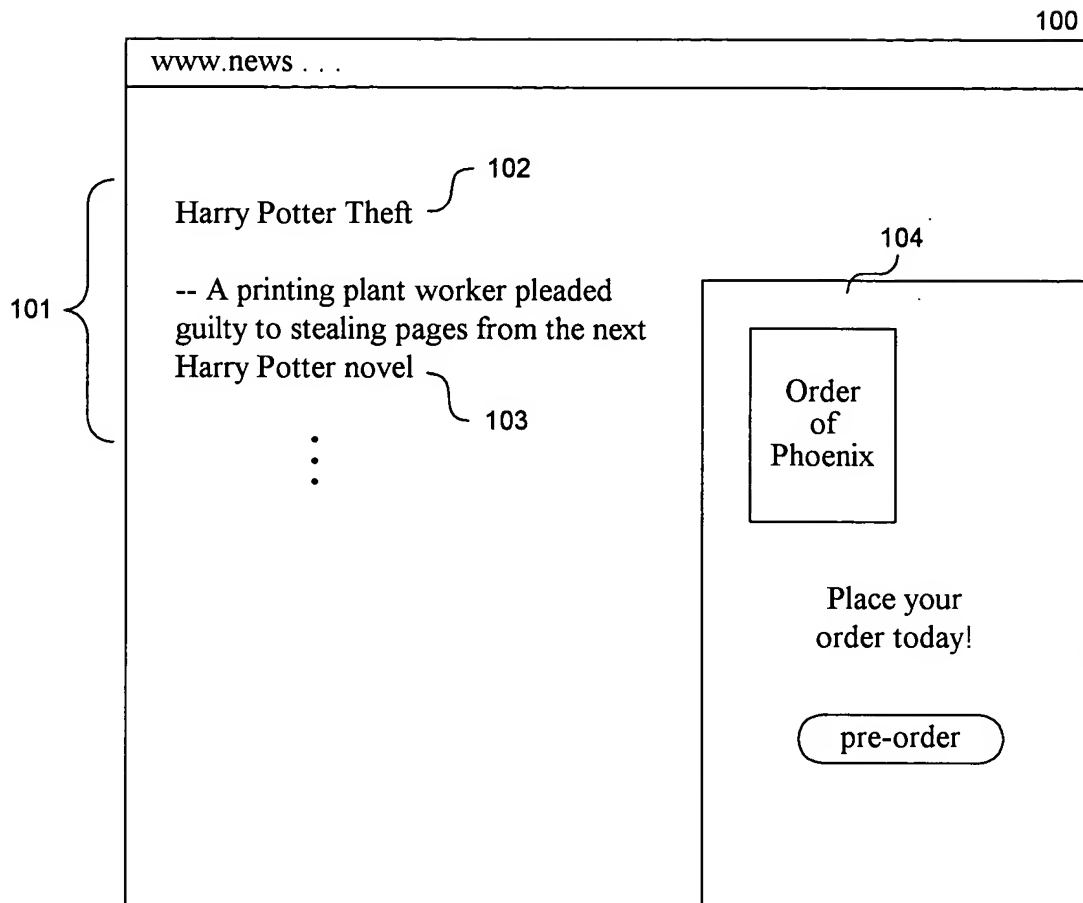 100
www.news . . .
102
Harry Potter Theft
104
-- A printing plant worker pleaded
guilty to stealing pages from the next
Harry Potter novel
101
103
Order
of
Phoenix
Place your
order today!
pre-order